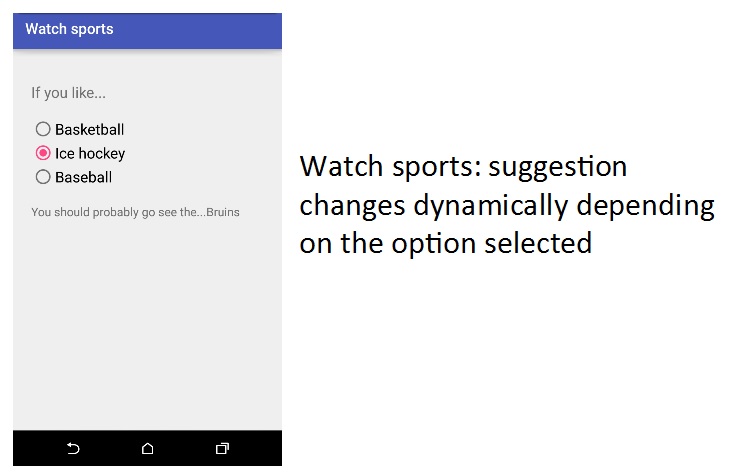 Watch sports
If you like...
Basketball
Ice hockey
Baseball
You should probably go see the...Bruins
Watch sports: suggestion
changes dynamically depending
on the option selected